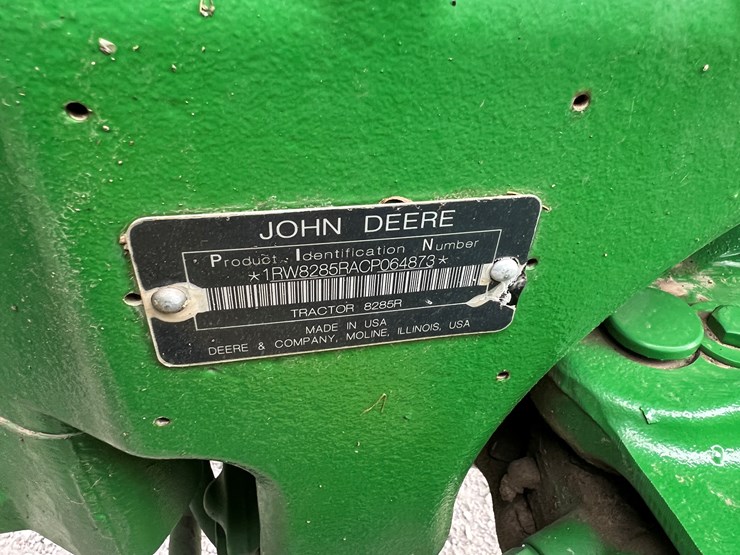 JOHN DEERE
Product Identification Number
*1RW8285RACP064873*
TRACTOR 8285R
MADE IN USA
DEERE & COMPANY, MOLINE, ILLINOIS, USA